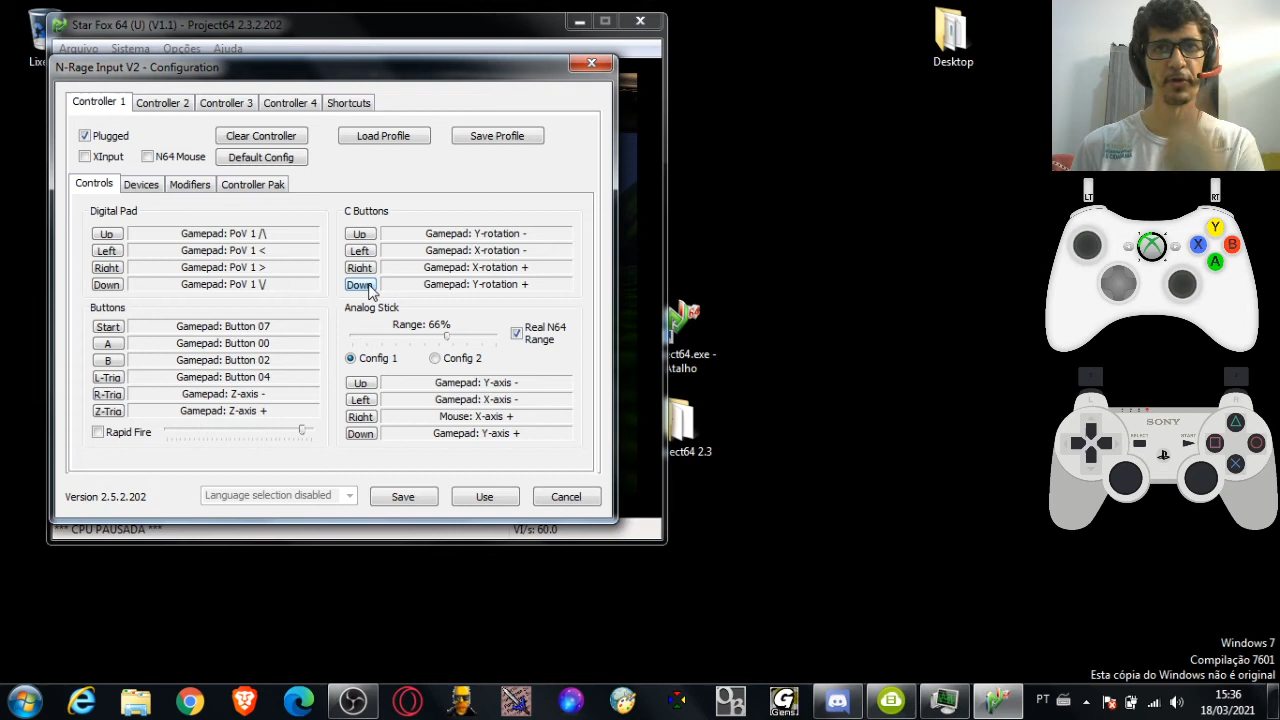 Star Fox 64 (U) (V1.1) - Project64 2.3.2.202
Arquivo Sistema Opções Ajuda
N-Rage Input V2 - Configuration
Controller 1 Controller 2 Controller 3 Controller 4 Shortcuts
Plugged Clear Controller Load Profile Save Profile
XInput N64 Mouse Default Config
Controls Devices Modifiers Controller Pak
Digital Pad
Up Gamepad: PoV 1 /\
Left Gamepad: PoV 1 <
Right Gamepad: PoV 1 >
Down Gamepad: PoV 1 \/
C Buttons
Up Gamepad: Y-rotation -
Left Gamepad: X-rotation -
Right Gamepad: X-rotation +
Down Gamepad: Y-rotation +
Buttons
Start Gamepad: Button 07
A Gamepad: Button 00
B Gamepad: Button 02
L-Trig Gamepad: Button 04
R-Trig Gamepad: Z-axis -
Z-Trig Gamepad: Z-axis +
Rapid Fire
Analog Stick
Range: 66%
Real N64
Range
Config 1 Config 2
Up Gamepad: Y-axis -
Left Gamepad: X-axis -
Right Mouse: X-axis +
Down Gamepad: Y-axis +
Version 2.5.2.202 Language selection disabled Save Use Cancel
*** CPU PAUSADA *** VI/s: 60.0
Lixe
Desktop
ject64.exe -
Atalho
ject64 2.3
LT RT
Y
X B
A
L R
SONY
SELECT START
Windows 7
Compilação 7601
Esta cópia do Windows não é original
PT
15:36
18/03/2021